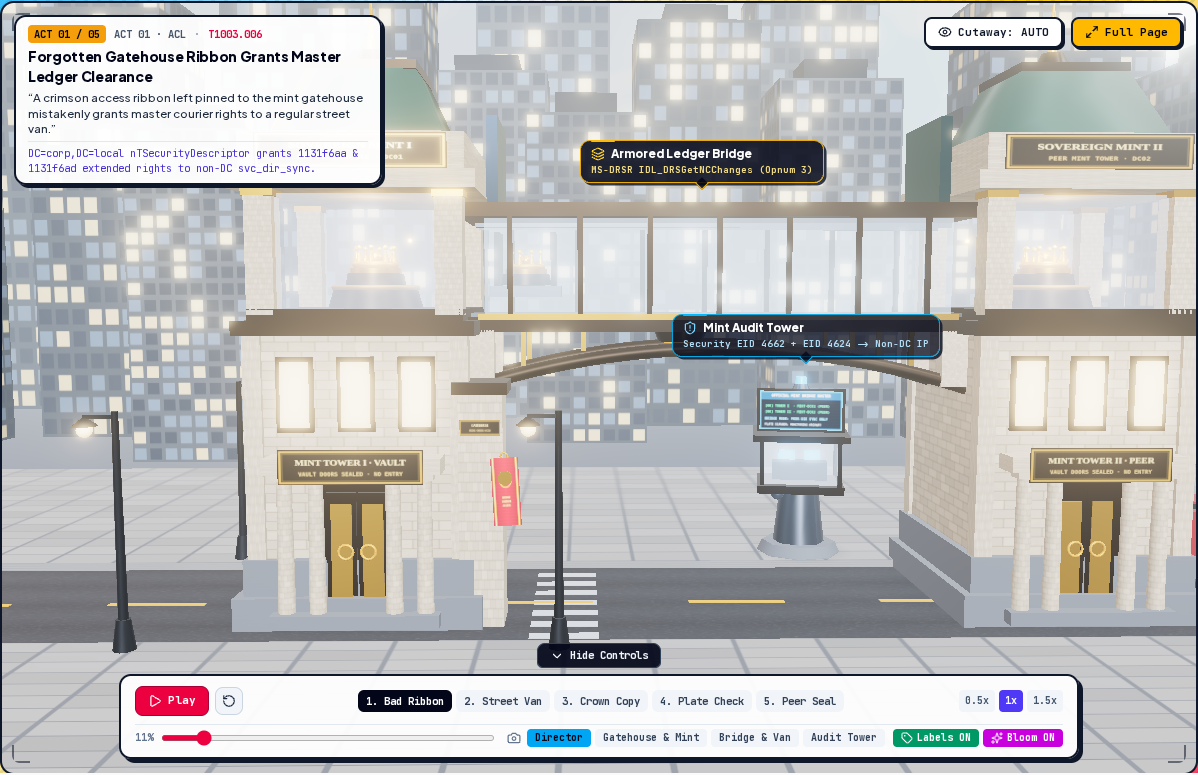 ACT 01 / 05 ACT 01 · ACL · T1003.006
Forgotten Gatehouse Ribbon Grants Master
Ledger Clearance
“A crimson access ribbon left pinned to the mint gatehouse
mistakenly grants master courier rights to a regular street
van.”
DC=corp,DC=local nTSecurityDescriptor grants 1131f6aa &
1131f6ad extended rights to non-DC svc_dir_sync.
Cutaway: AUTO
Full Page
Armored Ledger Bridge
MS-DRSR IDL_DRSGetNCChanges (Opnum 3)
SOVEREIGN MINT II
PEER MINT TOWER · DC02
Mint Audit Tower
Security EID 4662 + EID 4624 → Non-DC IP
MINT TOWER I · VAULT
VAULT DOORS SEALED · NO ENTRY
MINT TOWER II · PEER
VAULT DOORS SEALED · NO ENTRY
Hide Controls
Play
1. Bad Ribbon
2. Street Van
3. Crown Copy
4. Plate Check
5. Peer Seal
0.5x
1x
1.5x
11%
Director
Gatehouse & Mint
Bridge & Van
Audit Tower
Labels ON
Bloom ON